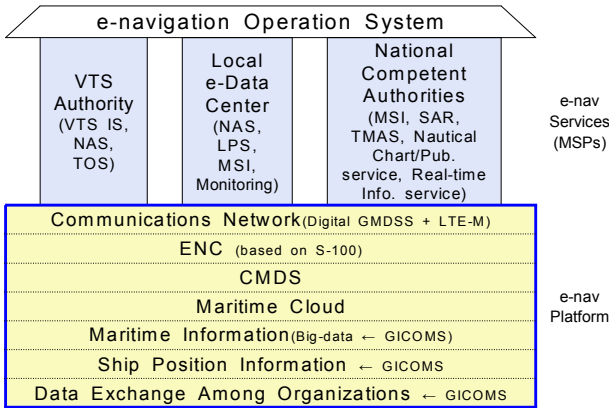 e-navigation Operation System
VTS
Authority
(VTS IS,
NAS,
TOS)
Local
e-Data
Center
(NAS,
LPS,
MSI,
Monitoring)
National
Competent
Authorities
(MSI, SAR,
TMAS, Nautical
Chart/Pub.
service, Real-time
Info. service)
e-nav
Services
(MSPs)
Communications Network(Digital GMDSS + LTE-M)
ENC (based on S-100)
CMDS
Maritime Cloud
Maritime Information(Big-data ← GICOMS)
Ship Position Information ← GICOMS
Data Exchange Among Organizations ← GICOMS
e-nav
Platform